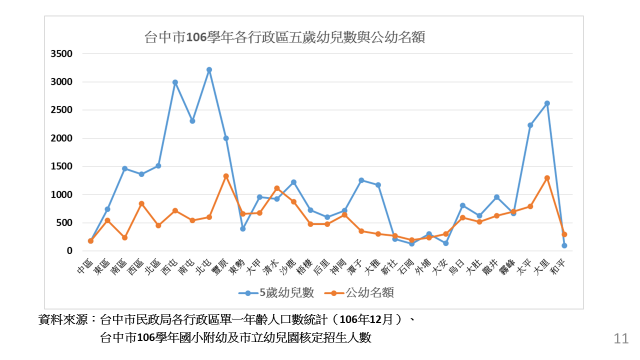 台中市106學年各行政區五歲幼兒數與公幼名額
3500
3000
2500
2000
1500
1000
500
0
中區 東區 南區 西區 北區 西屯 南屯 北屯 豐原 東勢 大甲 清水 沙鹿 梧棲 后里 神岡 潭子 大雅 新社 石岡 外埔 大安 烏日 大肚 龍井 霧峰 太平 大里 和平
5歲幼兒數 公幼名額
資料來源：台中市民政局各行政區單一年齡人口數統計（106年12月）、
台中市106學年國小附幼及市立幼兒園核定招生人數
11